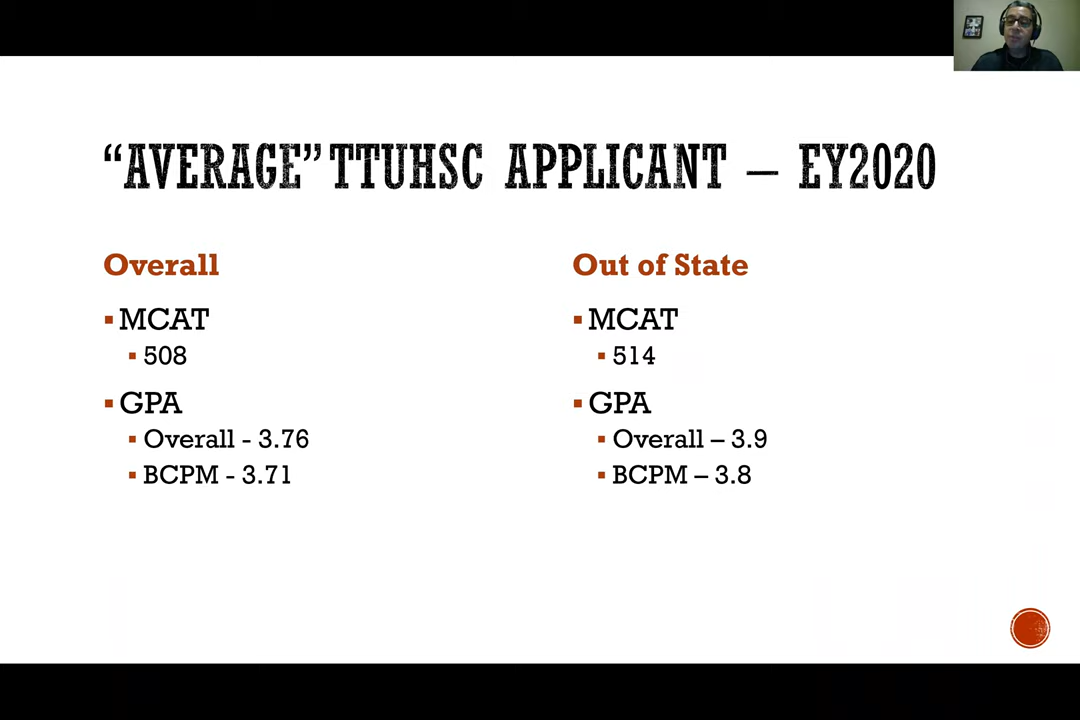 “AVERAGE” TTUHSC APPLICANT – EY2020
Overall
MCAT
508
GPA
Overall - 3.76
BCPM - 3.71
Out of State
MCAT
514
GPA
Overall – 3.9
BCPM – 3.8